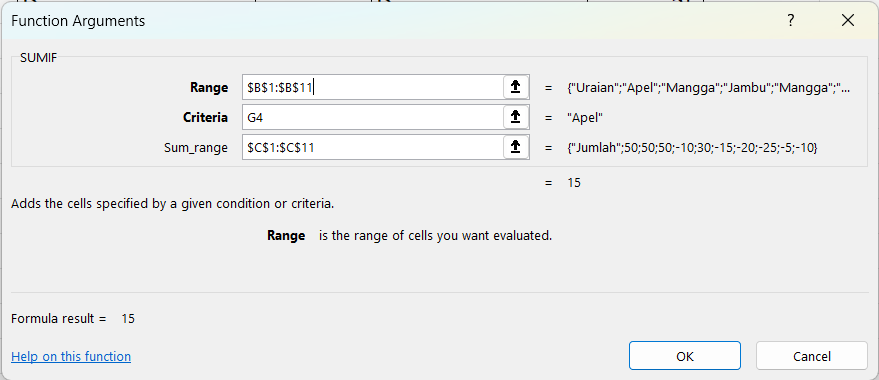 Function Arguments ?
SUMIF
Range $B$1:$B$11 = {"Uraian";"Apel";"Mangga";"Jambu";"Mangga";"...
Criteria G4 = "Apel"
Sum_range $C$1:$C$11 = {"Jumlah";50;50;50;-10;30;-15;-20;-25;-5;-10}
= 15
Adds the cells specified by a given condition or criteria.
Range is the range of cells you want evaluated.
Formula result = 15
Help on this function OK Cancel